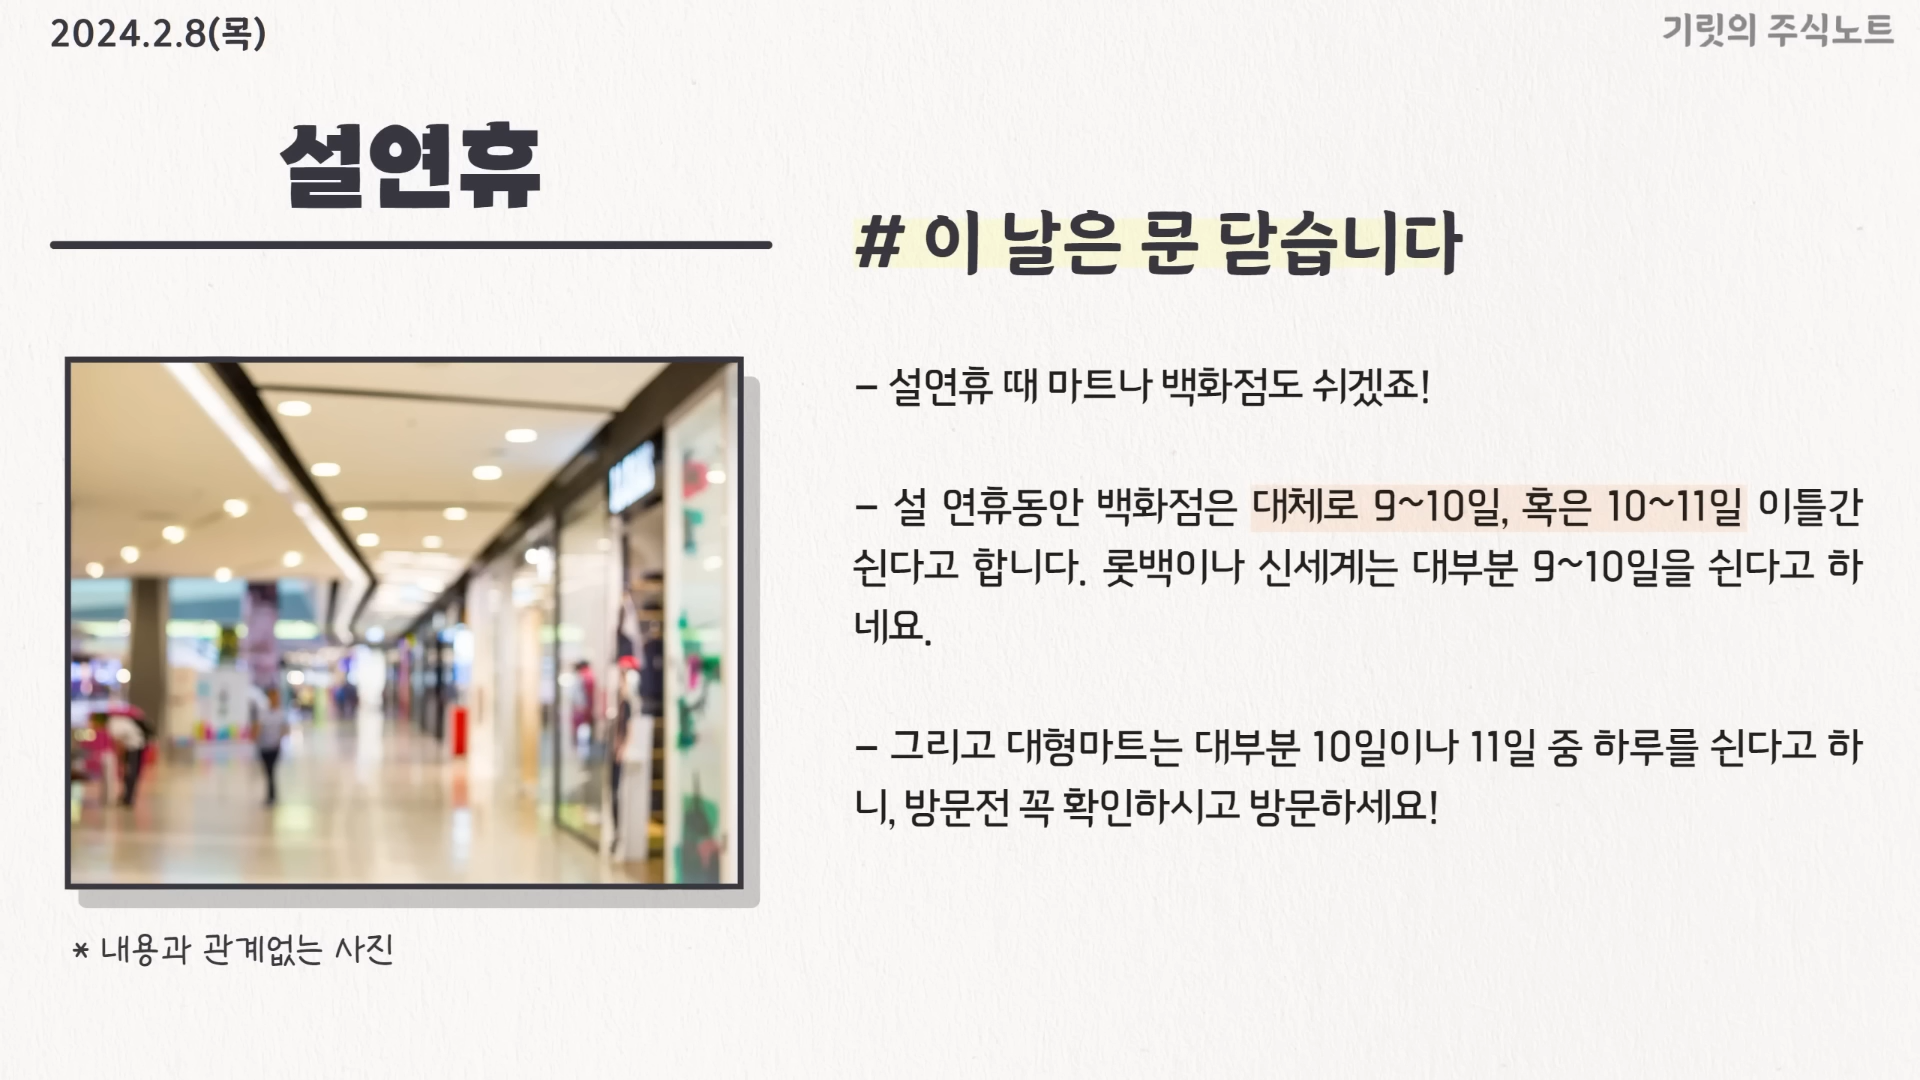 2024.2.8(목)
기릿의 주식노트
설연휴
# 이 날은 문 닫습니다
- 설연휴 때 마트나 백화점도 쉬겠죠!
- 설 연휴동안 백화점은 대체로 9~10일, 혹은 10~11일 이틀간
쉰다고 합니다. 롯백이나 신세계는 대부분 9~10일을 쉰다고 하
네요.
- 그리고 대형마트는 대부분 10일이나 11일 중 하루를 쉰다고 하
니, 방문전 꼭 확인하시고 방문하세요!
* 내용과 관계없는 사진